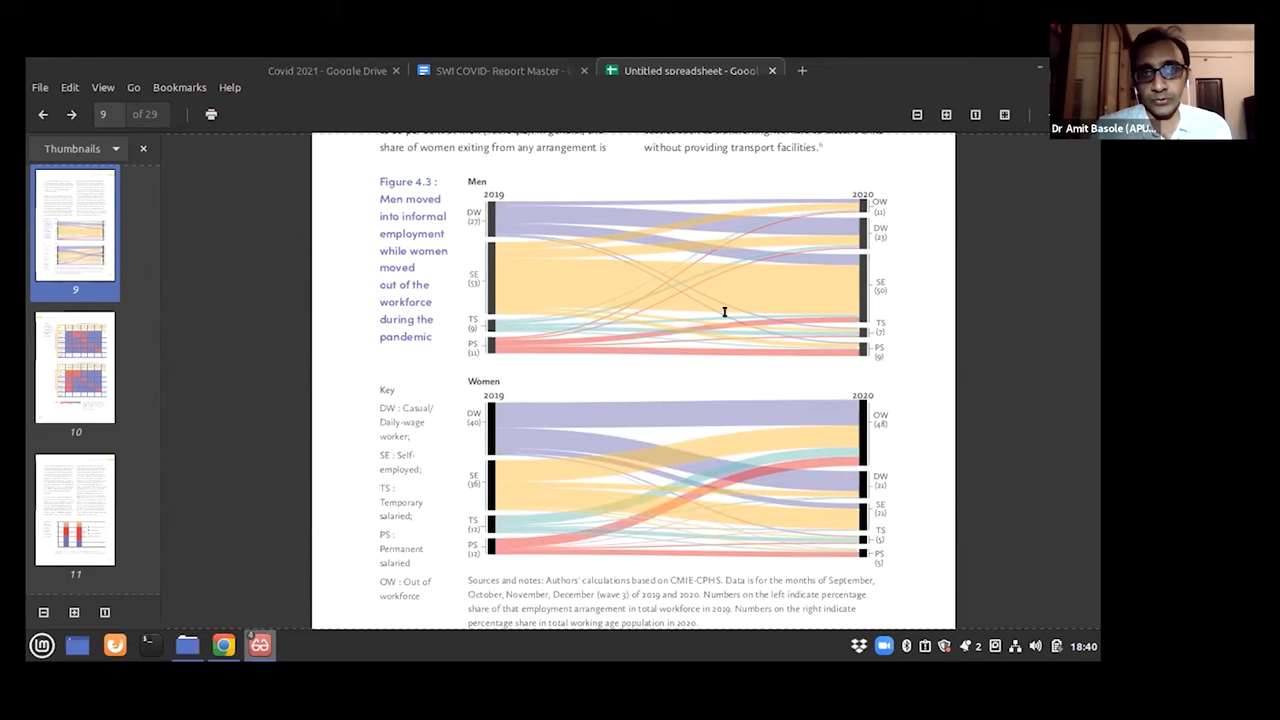 Covid 2021 - Google Drive
SWI COVID- Report Master -
Untitled spreadsheet - Googl
File Edit View Go Bookmarks Help
9 of 29
Dr Amit Basole (APU...
Thumbnails
9
10
11
share of women exiting from any arrangement is
without providing transport facilities.⁶
Figure 4.3 :
Men moved
into informal
employment
while women
moved
out of the
workforce
during the
pandemic
Men
2019
2020
DW
(27)
SE
(53)
TS
(9)
PS
(11)
OW
(11)
DW
(23)
SE
(50)
TS
(7)
PS
(9)
Women
2019
2020
DW
(40)
SE
(36)
TS
(12)
PS
(12)
OW
(48)
DW
(21)
SE
(21)
TS
(5)
PS
(5)
Key
DW : Casual/
Daily-wage
worker;
SE : Self-
employed;
TS :
Temporary
salaried;
PS :
Permanent
salaried
OW : Out of
workforce
Sources and notes: Authors' calculations based on CMIE-CPHS. Data is for the months of September,
October, November, December (wave 3) of 2019 and 2020. Numbers on the left indicate percentage
share of that employment arrangement in total workforce in 2019. Numbers on the right indicate
percentage share in total working age population in 2020.
4
2
18:40